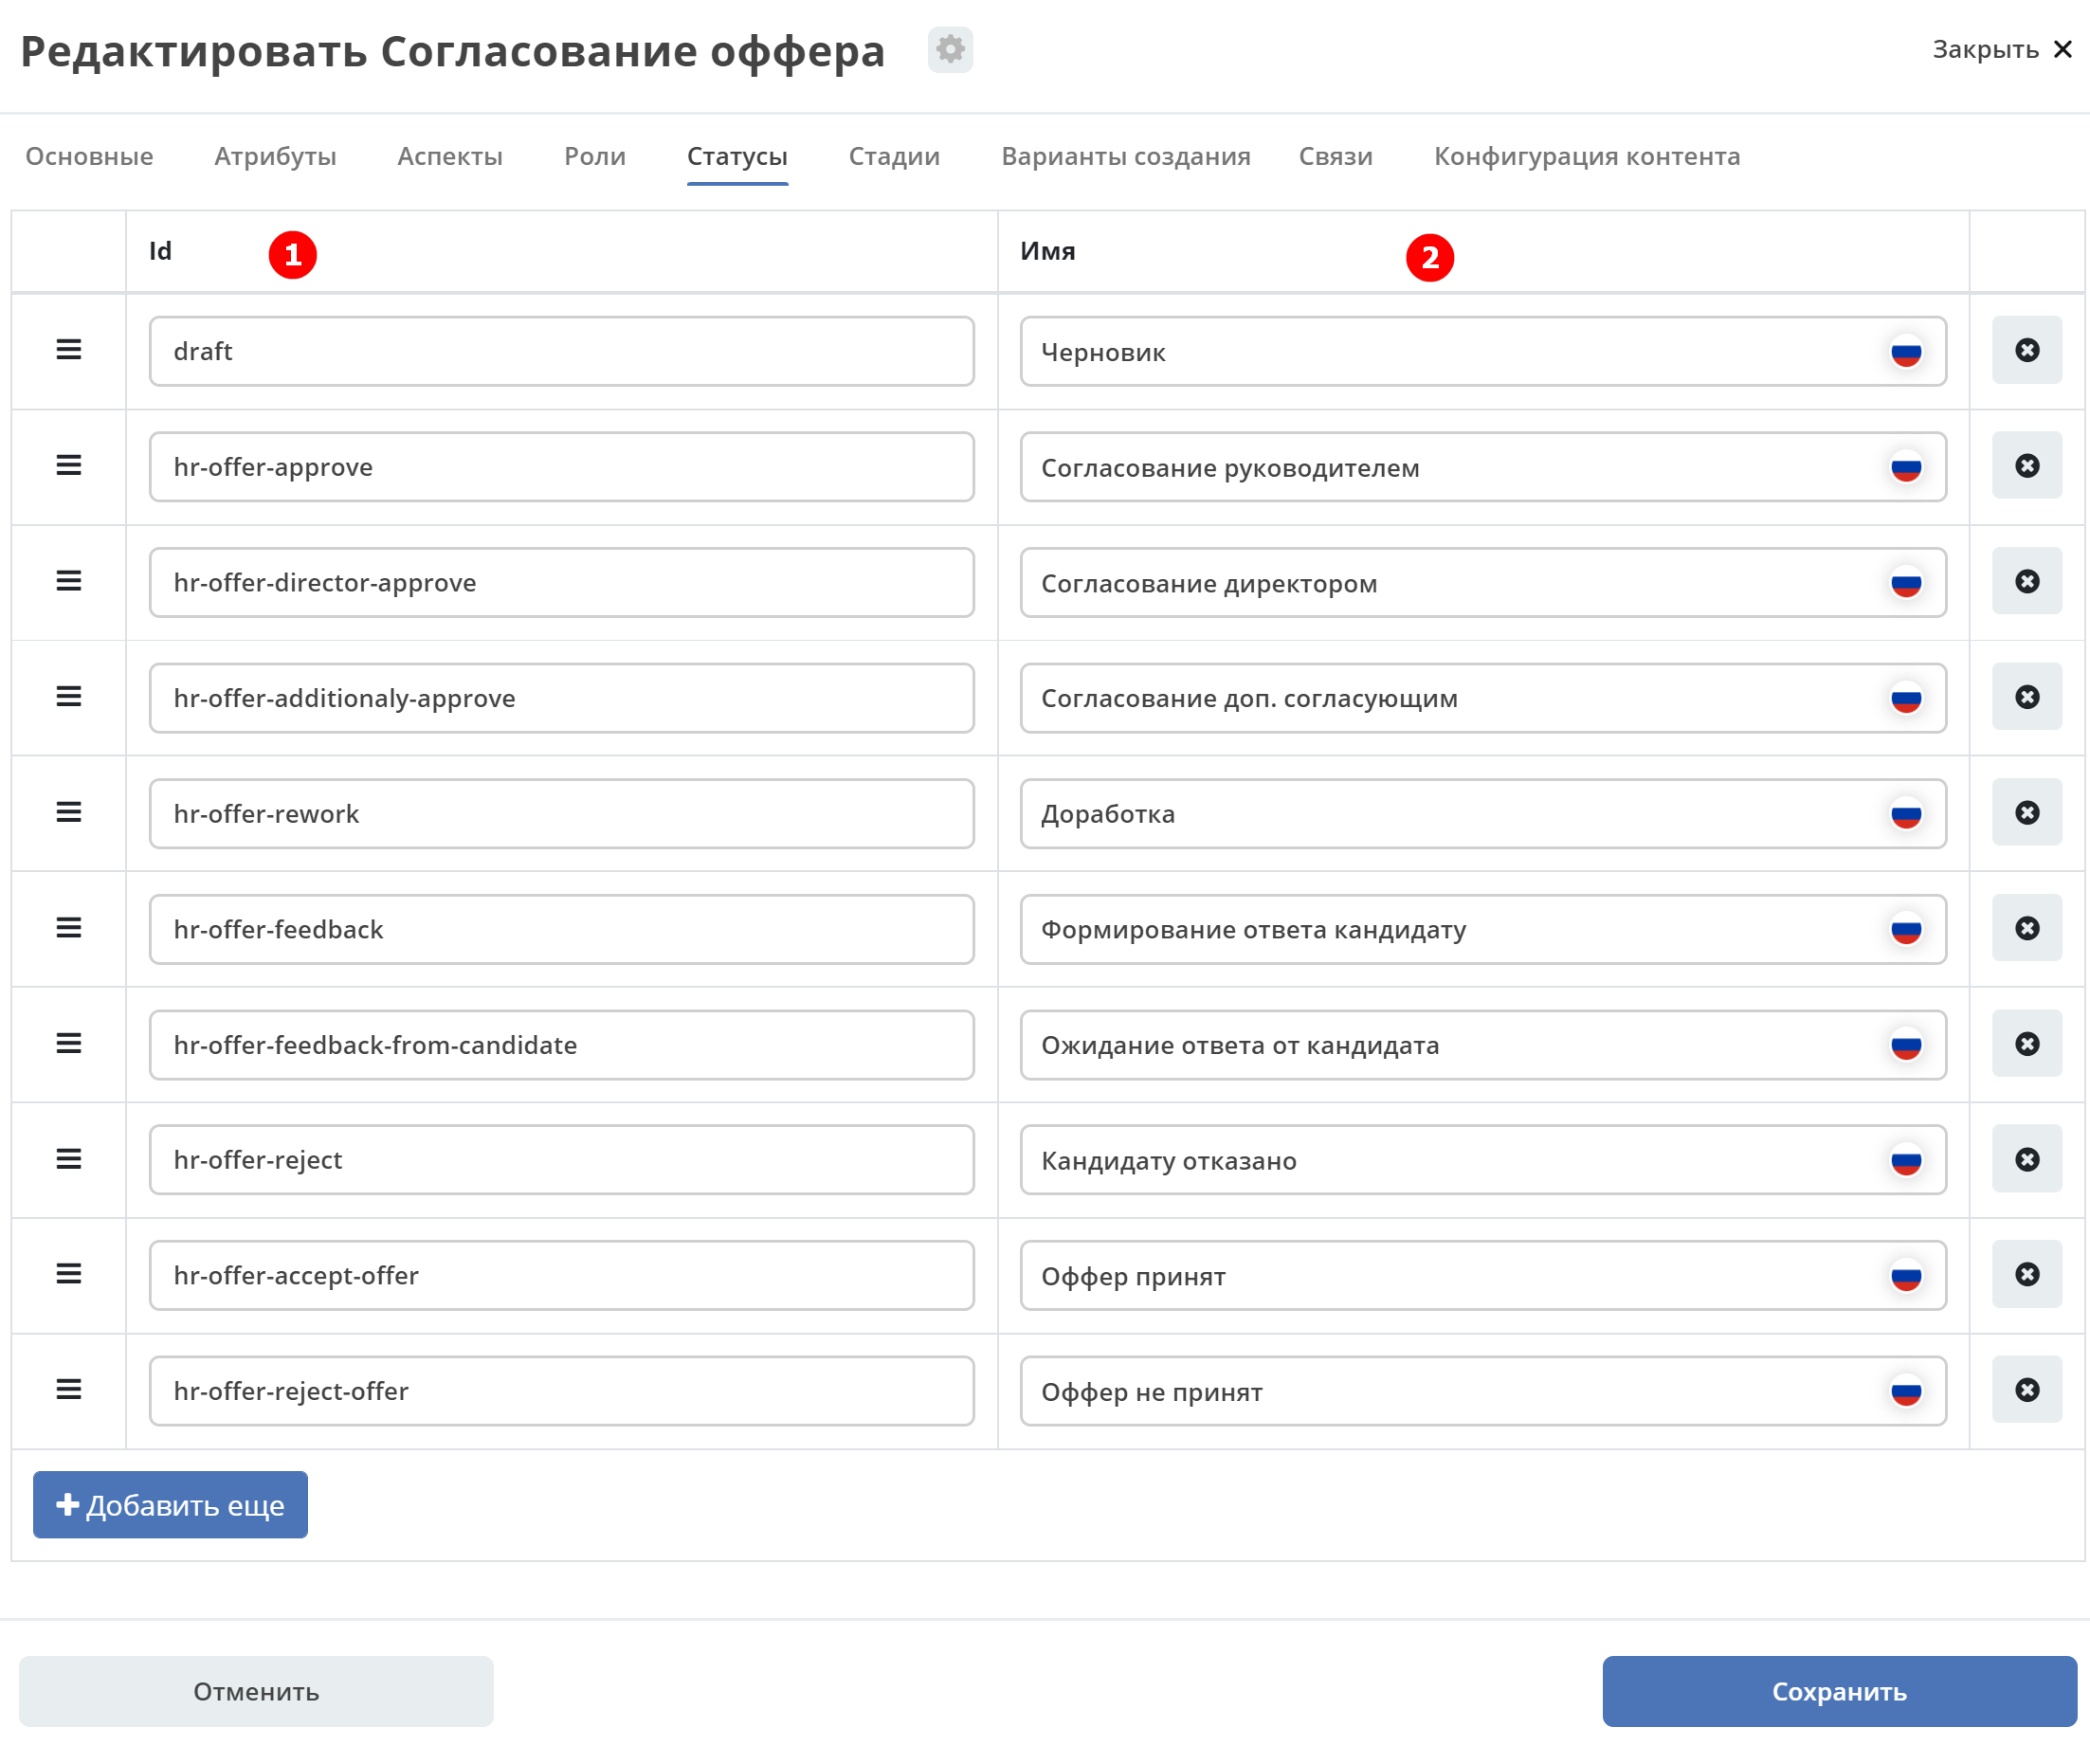 Редактировать Согласование оффера
Закрыть
Основные Атрибуты Аспекты Роли Статусы Стадии Варианты создания Связи Конфигурация контента
Id 1 Имя 2
draft Черновик
hr-offer-approve Согласование руководителем
hr-offer-director-approve Согласование директором
hr-offer-additionaly-approve Согласование доп. согласующим
hr-offer-rework Доработка
hr-offer-feedback Формирование ответа кандидату
hr-offer-feedback-from-candidate Ожидание ответа от кандидата
hr-offer-reject Кандидату отказано
hr-offer-accept-offer Оффер принят
hr-offer-reject-offer Оффер не принят
Добавить еще
Отменить Сохранить